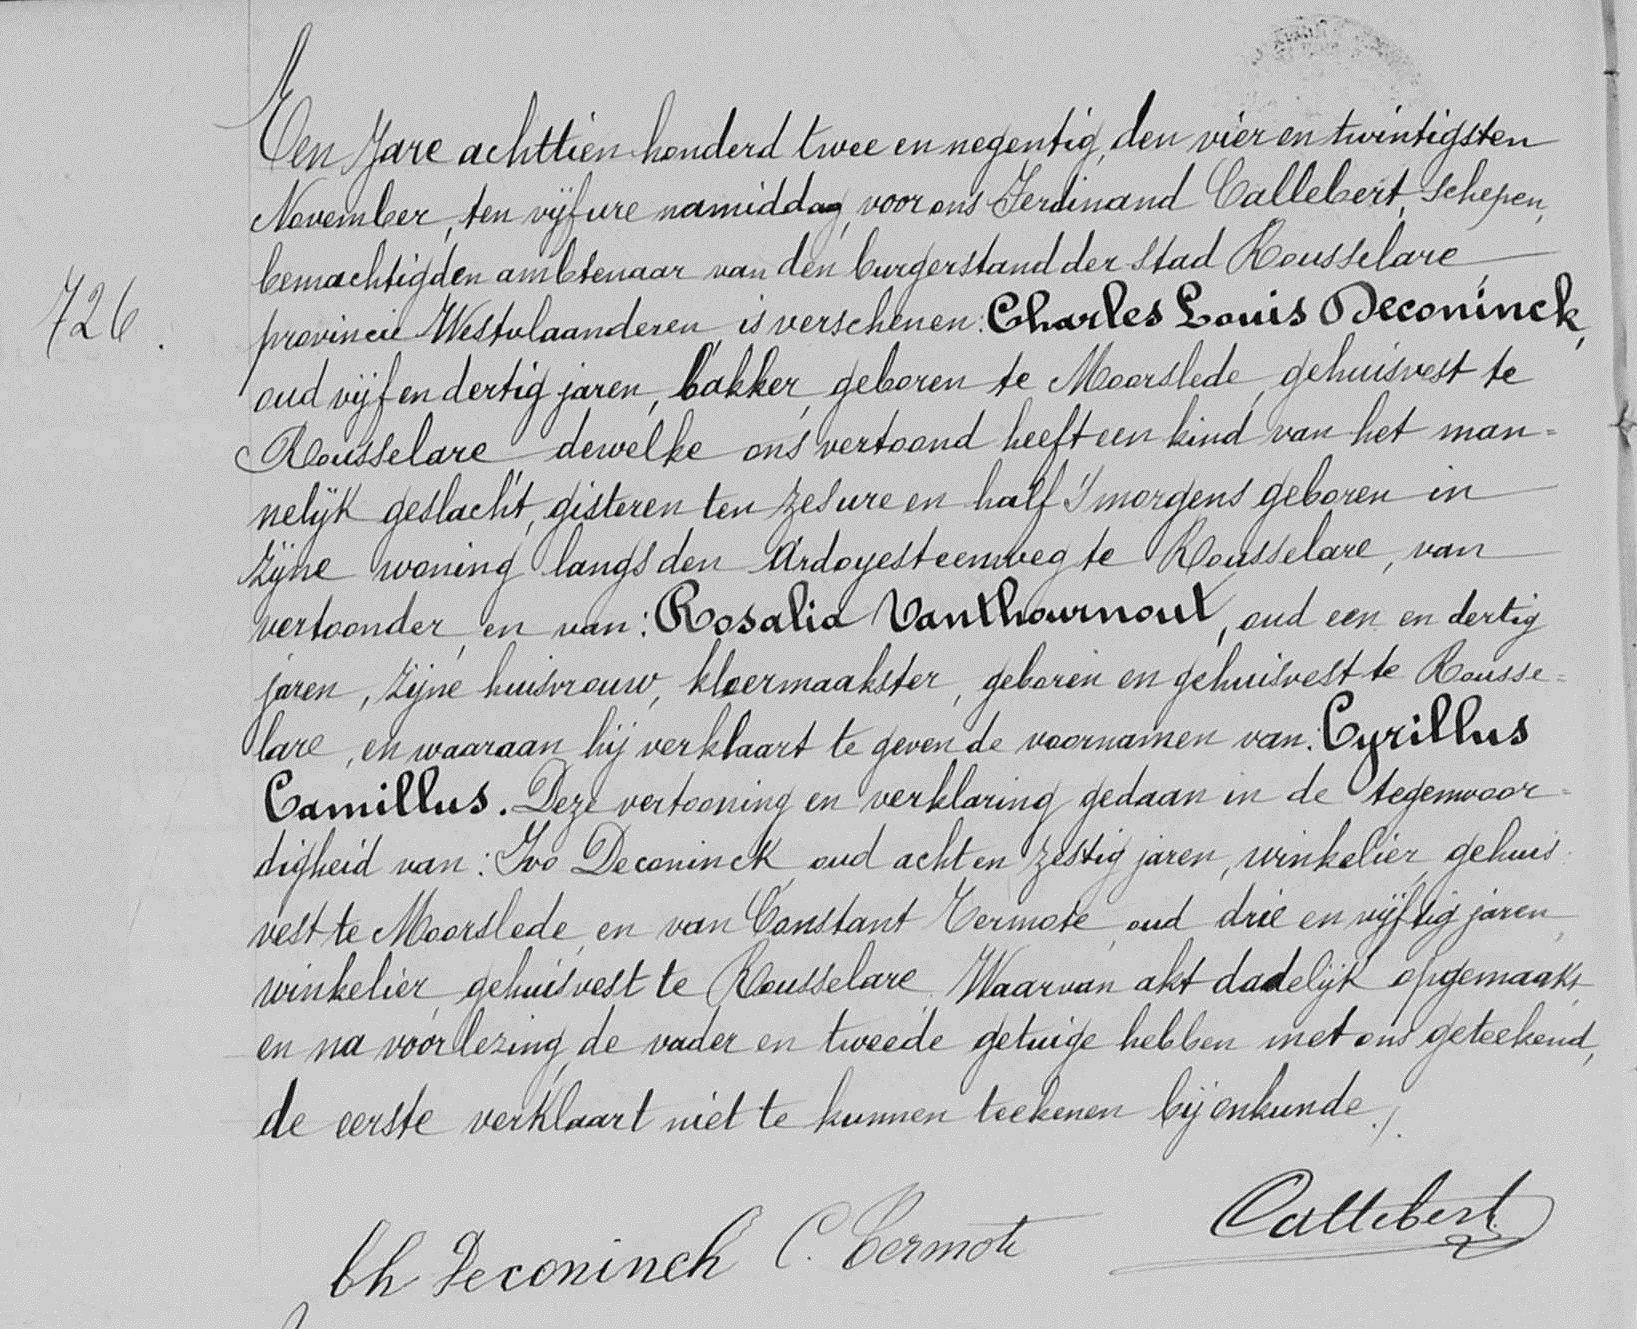 Ten Jare achttien honderd twee en negentig, den vier en twintigsten
November, ten vijf ure namiddag, voor ons Ferdinand Callebert, Schepen,
bemachtigden ambtenaar van den burgerstand der stad Rousselare,
726. provincie Westvlaanderen, is verschenen: Charles Louis Deconinck,
oud vijf en dertig jaren, bakker, geboren te Moorslede, gehuisvest te
Rousselare dewelke ons vertoond heeft een kind van het man=
nelijk geslacht, gisteren ten zes ure en half 's morgens geboren in
zijne woning langs den Ardoyesteenweg te Rousselare, van
vertoonder, en van: Rosalia Vanthournout, oud een en dertig
jaren, zijne huisvrouw, kleermaakster, geboren en gehuisvest te Rousse=
lare, en waaraan hij verklaart te geven de voornamen van: Cyrillus
Camillus. Deze vertooning en verklaring gedaan in de tegenwoor=
digheid van: Ivo Deconinck, oud acht en zestig jaren, winkelier, gehuis
vest te Moorslede, en van Constant Termote, oud drie en vijftig jaren,
winkelier, gehuisvest te Rousselare. Waarvan akt dadelijk opgemaakt
en na voorlezing, de vader en tweede getuige hebben met ons geteekend,
de eerste verklaart niet te kunnen teekenen bij onkunde./.
Ch Deconinck C. Termote Callebert